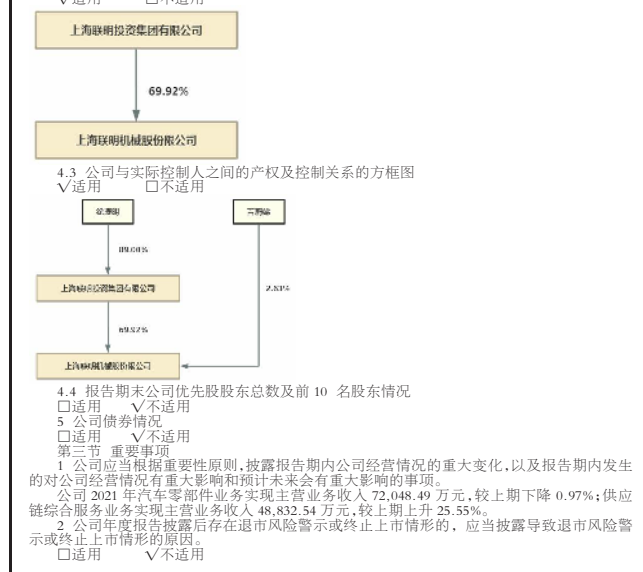 √适用 □不适用
上海联明投资集团有限公司
69.92%
上海联明机械股份有限公司
4.3 公司与实际控制人之间的产权及控制关系的方框图
√适用 □不适用
上海联明投资集团有限公司
69.92%
上海联明机械股份有限公司
4.4 报告期末公司优先股股东总数及前 10 名股东情况
□适用 √不适用
5 公司债券情况
□适用 √不适用
第三节 重要事项
1 公司应当根据重要性原则,披露报告期内公司经营情况的重大变化,以及报告期内发生
的对公司经营情况有重大影响和预计未来会有重大影响的事项。
公司 2021 年汽车零部件业务实现主营业务收入 72,048.49 万元,较上期下降 0.97%;供应
链综合服务业务实现主营业务收入 48,832.54 万元,较上期上升 25.55%。
2 公司年度报告披露后存在退市风险警示或终止上市情形的，应当披露导致退市风险警
示或终止上市情形的原因。
□适用 √不适用